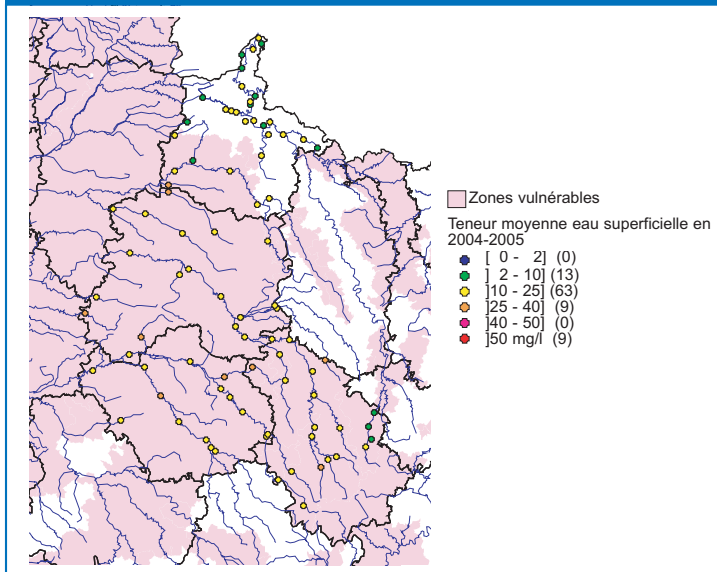 Zones vulnérables
Teneur moyenne eau superficielle en
2004-2005
[ 0 - 2] (0)
] 2 - 10] (13)
]10 - 25] (63)
]25 - 40] (9)
]40 - 50] (0)
]50 mg/l (9)